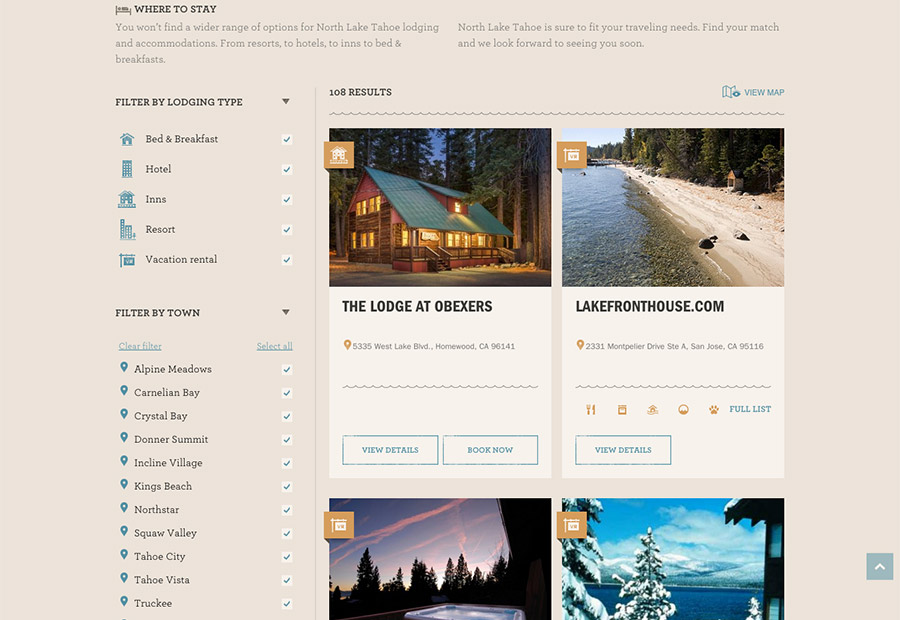 WHERE TO STAY
You won't find a wider range of options for North Lake Tahoe lodging
and accommodations. From resorts, to hotels, to inns to bed &
breakfasts.
North Lake Tahoe is sure to fit your traveling needs. Find your match
and we look forward to seeing you soon.
FILTER BY LODGING TYPE
Bed & Breakfast
Hotel
Inns
Resort
Vacation rental
FILTER BY TOWN
Clear filter
Select all
Alpine Meadows
Carnelian Bay
Crystal Bay
Donner Summit
Incline Village
Kings Beach
Northstar
Squaw Valley
Tahoe City
Tahoe Vista
Truckee
108 RESULTS
VIEW MAP
THE LODGE AT OBEXERS
5335 West Lake Blvd., Homewood, CA 96141
VIEW DETAILS
BOOK NOW
LAKEFRONTHOUSE.COM
2331 Montpelier Drive Ste A, San Jose, CA 95116
FULL LIST
VIEW DETAILS